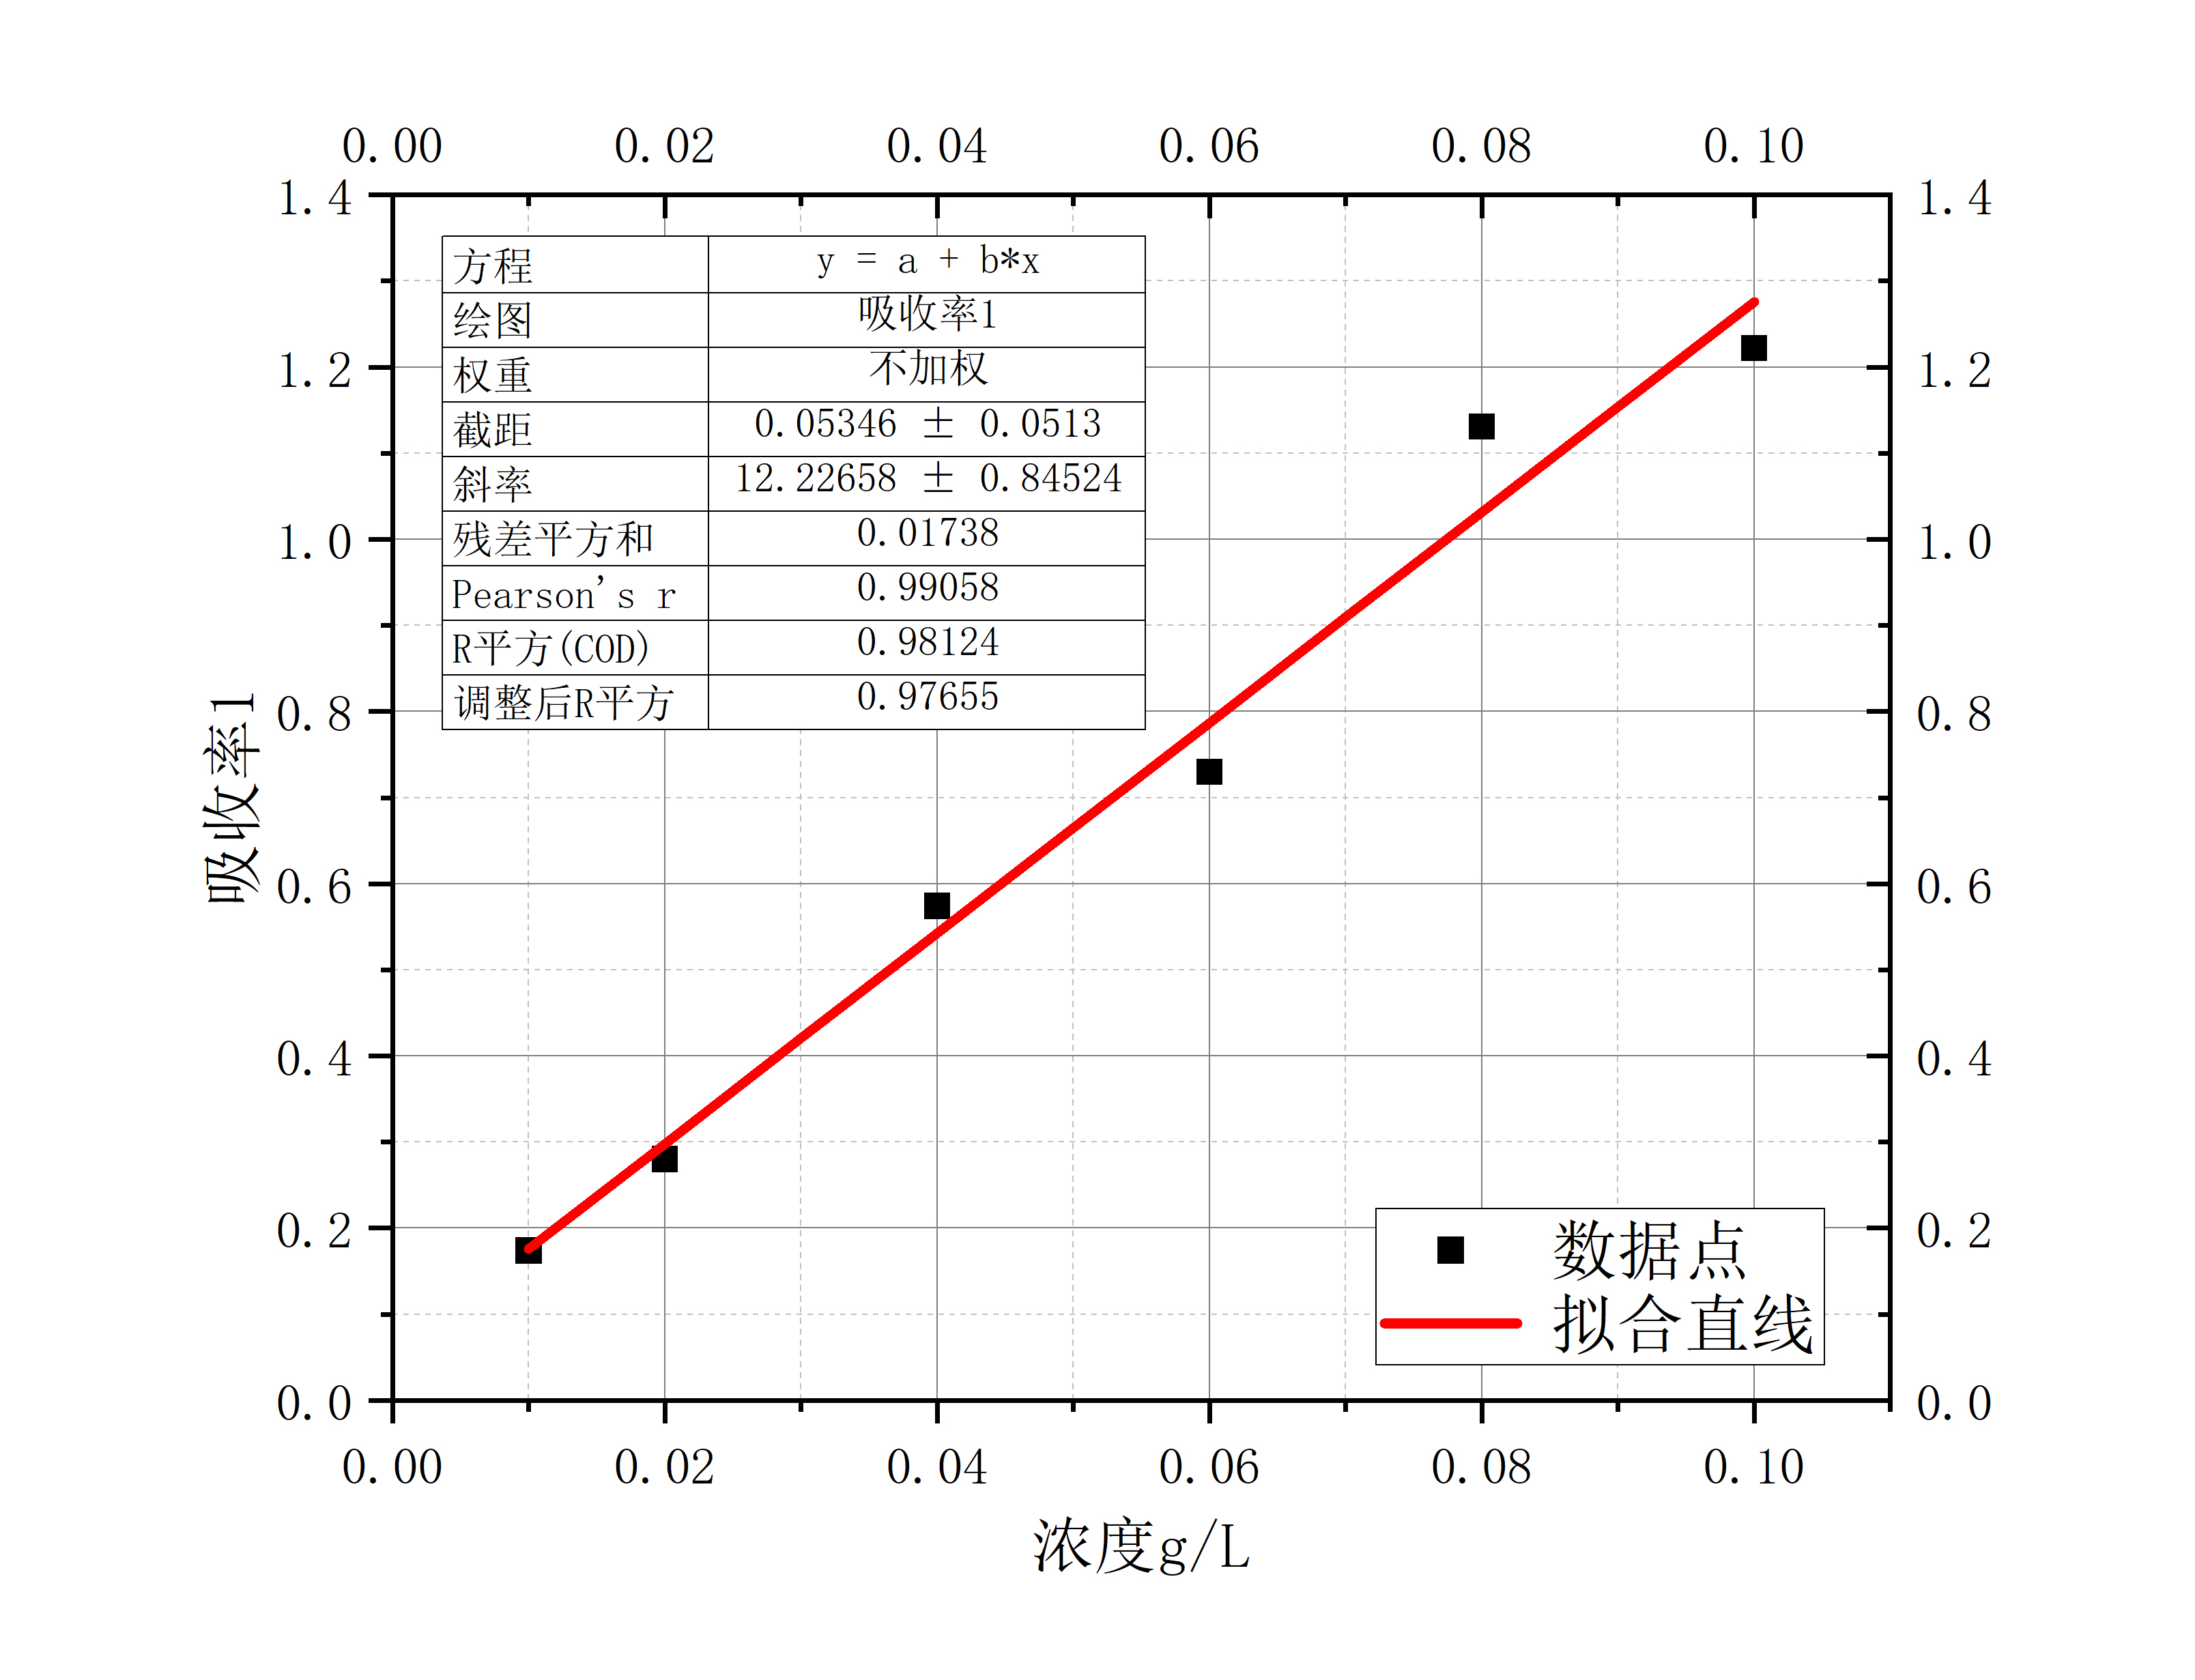 0.00 0.02 0.04 0.06 0.08 0.10
1.4 1.4
方程 y = a + b*x
绘图 吸收率1
1.2 1.2
权重 不加权
截距 0.05346 ± 0.0513
斜率 12.22658 ± 0.84524
1.0 1.0
残差平方和 0.01738
Pearson's r 0.99058
R平方(COD) 0.98124
调整后R平方 0.97655
0.8 0.8
吸收率1
0.6 0.6
0.4 0.4
0.2 0.2
数据点
拟合直线
0.0 0.0
0.00 0.02 0.04 0.06 0.08 0.10
浓度g/L